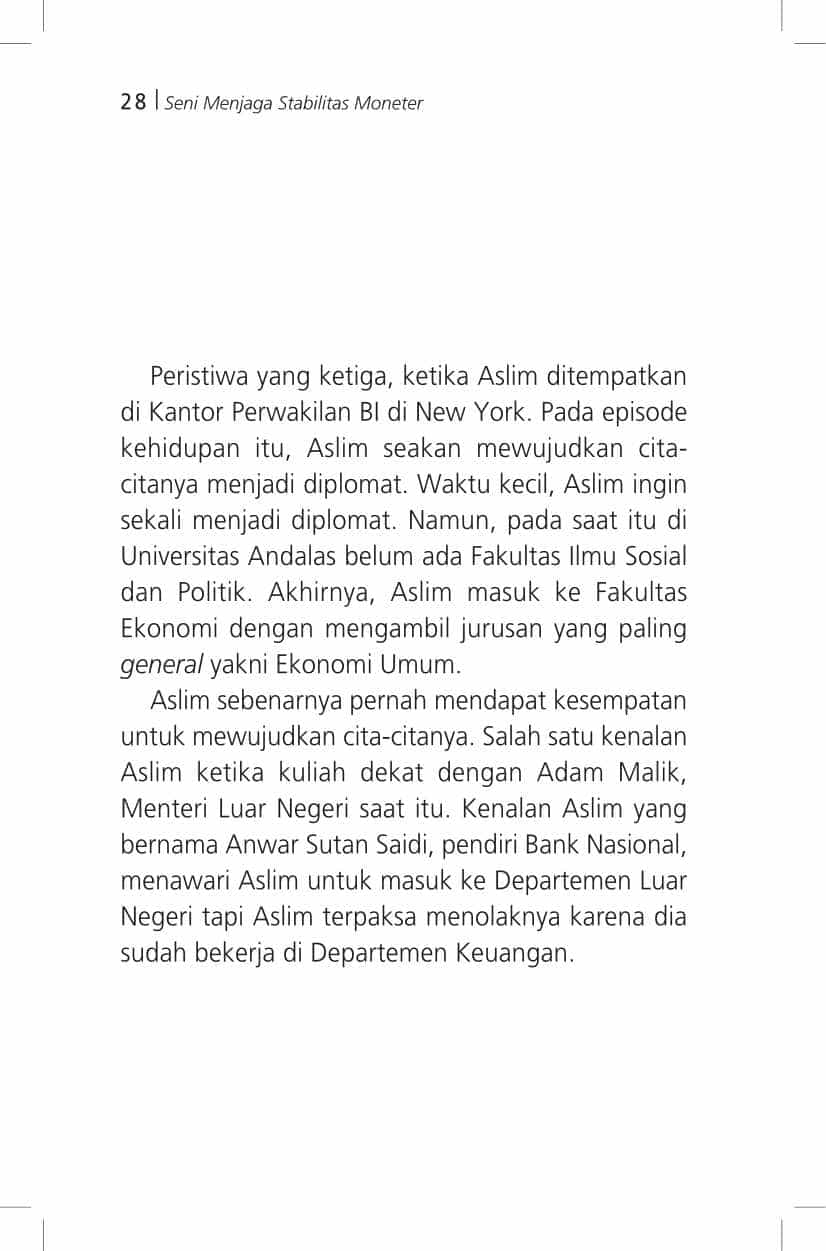 28 | Seni Menjaga Stabilitas Moneter
Peristiwa yang ketiga, ketika Aslim ditempatkan
di Kantor Perwakilan BI di New York. Pada episode
kehidupan itu, Aslim seakan mewujudkan cita-
citanya menjadi diplomat. Waktu kecil, Aslim ingin
sekali menjadi diplomat. Namun, pada saat itu di
Universitas Andalas belum ada Fakultas Ilmu Sosial
dan Politik. Akhirnya, Aslim masuk ke Fakultas
Ekonomi dengan mengambil jurusan yang paling
general yakni Ekonomi Umum.
Aslim sebenarnya pernah mendapat kesempatan
untuk mewujudkan cita-citanya. Salah satu kenalan
Aslim ketika kuliah dekat dengan Adam Malik,
Menteri Luar Negeri saat itu. Kenalan Aslim yang
bernama Anwar Sutan Saidi, pendiri Bank Nasional,
menawari Aslim untuk masuk ke Departemen Luar
Negeri tapi Aslim terpaksa menolaknya karena dia
sudah bekerja di Departemen Keuangan.